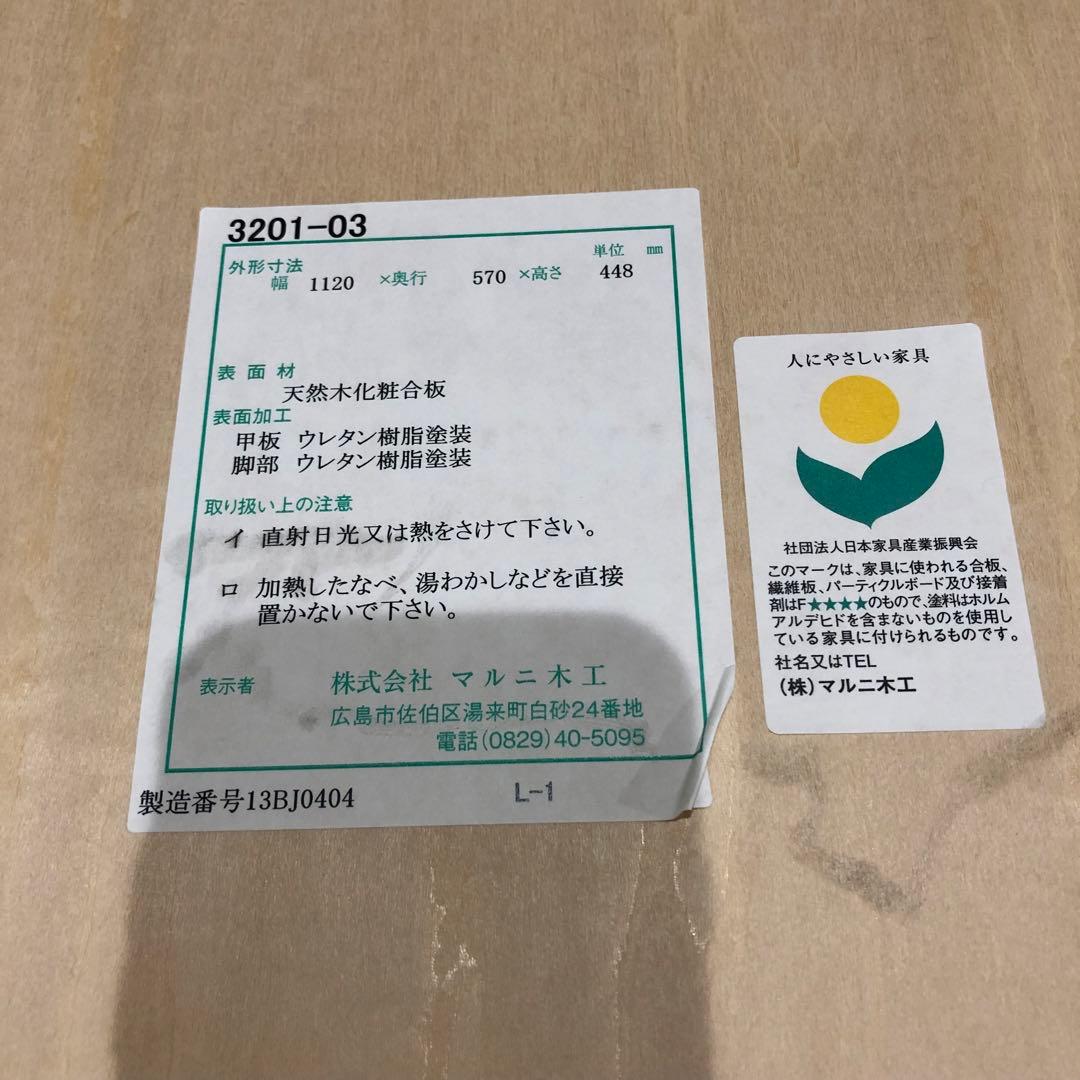 3201-03
単位 mm
外形寸法
幅 1120 ×奥行 570 ×高さ 448
表面材
天然木化粧合板
表面加工
甲板 ウレタン樹脂塗装
脚部 ウレタン樹脂塗装
取り扱い上の注意
イ 直射日光又は熱をさけて下さい。
ロ 加熱したなべ、湯わかしなどを直接
置かないで下さい。
表示者 株式会社 マルニ木工
広島市佐伯区湯来町白砂24番地
電話(0829)40-5095
製造番号13BJ0404 L-1
人にやさしい家具
社団法人日本家具産業振興会
このマークは、家具に使われる合板、
繊維板、パーティクルボード及び接着
剤はF★★★★のもので、塗料はホルム
アルデヒドを含まないものを使用し
ている家具に付けられるものです。
社名又はTEL
(株)マルニ木工